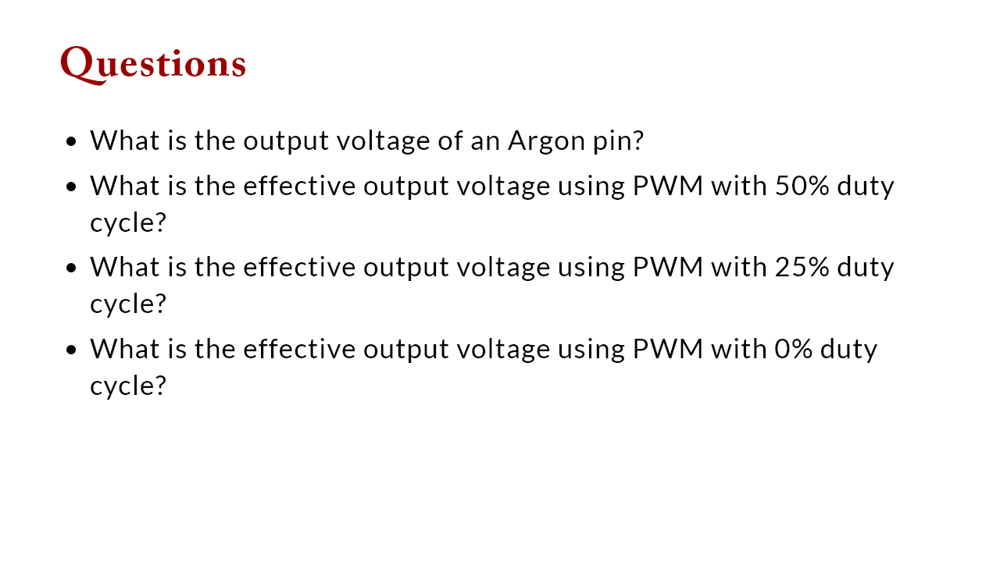 Questions
• What is the output voltage of an Argon pin?
• What is the effective output voltage using PWM with 50% duty
cycle?
• What is the effective output voltage using PWM with 25% duty
cycle?
• What is the effective output voltage using PWM with 0% duty
cycle?